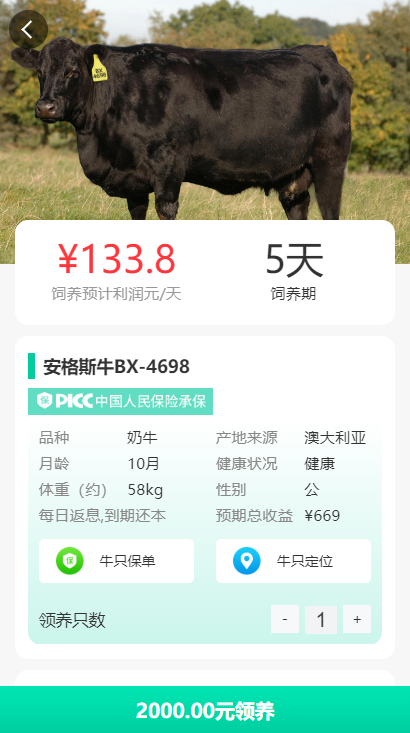 BX
4698
¥133.8
5天
饲养预计利润元/天
饲养期
安格斯牛BX-4698
保 PICC 中国人民保险承保
品种 奶牛 产地来源 澳大利亚
月龄 10月 健康状况 健康
体重（约） 58kg 性别 公
每日返息,到期还本 预期总收益 ¥669
保 牛只保单 牛只定位
领养只数 - 1 +
2000.00元领养